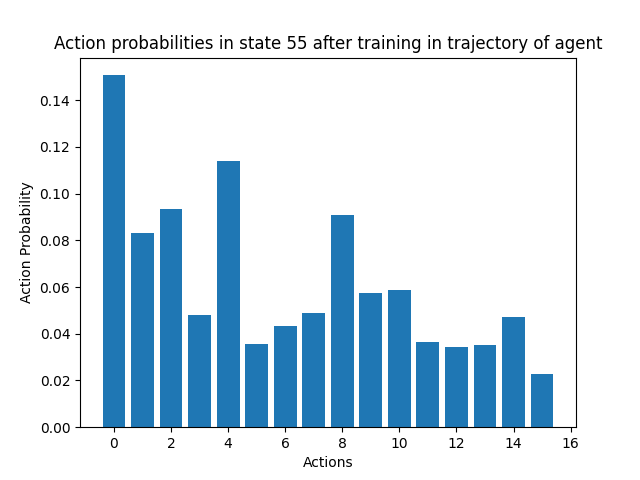 Action probabilities in state 55 after training in trajectory of agent
0.14
0.12
0.10
0.08
0.06
0.04
0.02
0.00
Action Probability
0 2 4 6 8 10 12 14 16
Actions